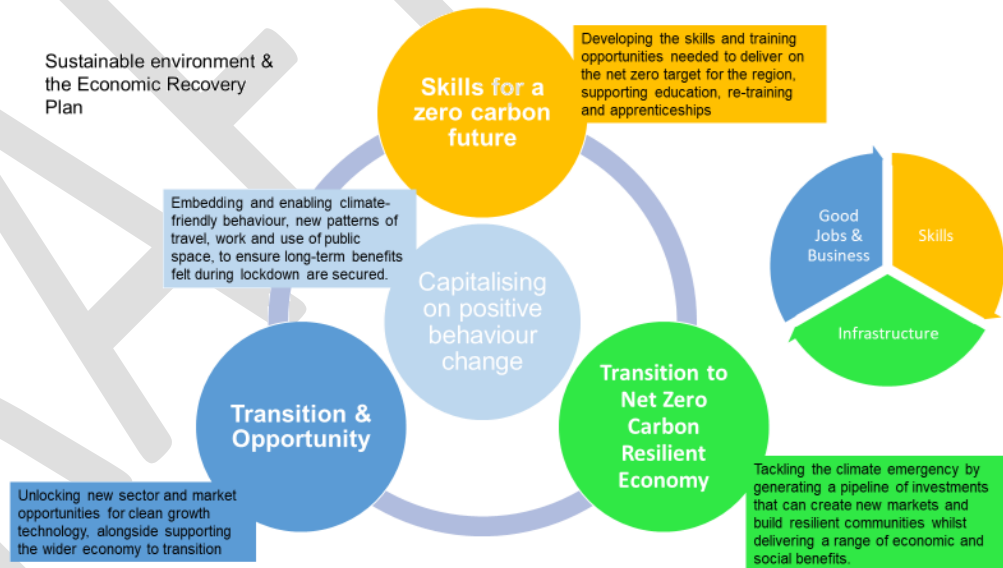 Sustainable environment &
the Economic Recovery
Plan
Skills for a
zero carbon
future
Developing the skills and training
opportunities needed to deliver on
the net zero target for the region,
supporting education, re-training
and apprenticeships
Embedding and enabling climate-
friendly behaviour, new patterns of
travel, work and use of public
space, to ensure long-term benefits
felt during lockdown are secured.
Capitalising
on positive
behaviour
change
Good
Jobs &
Business
Skills
Infrastructure
Transition &
Opportunity
Transition to
Net Zero
Carbon
Resilient
Economy
Unlocking new sector and market
opportunities for clean growth
technology, alongside supporting
the wider economy to transition
Tackling the climate emergency by
generating a pipeline of investments
that can create new markets and
build resilient communities whilst
delivering a range of economic and
social benefits.